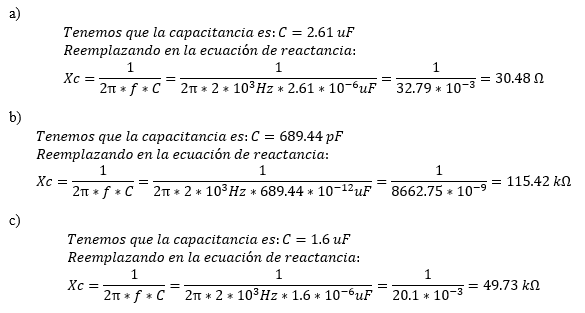 a)
Tenemos que la capacitancia es: C = 2.61 uF
Reemplazando en la ecuación de reactancia:
Xc = 1 / (2π * f * C) = 1 / (2π * 2 * 10³Hz * 2.61 * 10⁻⁶uF) = 1 / (32.79 * 10⁻³) = 30.48 Ω
b)
Tenemos que la capacitancia es: C = 689.44 pF
Reemplazando en la ecuación de reactancia:
Xc = 1 / (2π * f * C) = 1 / (2π * 2 * 10³Hz * 689.44 * 10⁻¹²uF) = 1 / (8662.75 * 10⁻⁹) = 115.42 kΩ
c)
Tenemos que la capacitancia es: C = 1.6 uF
Reemplazando en la ecuación de reactancia:
Xc = 1 / (2π * f * C) = 1 / (2π * 2 * 10³Hz * 1.6 * 10⁻⁶uF) = 1 / (20.1 * 10⁻³) = 49.73 kΩ